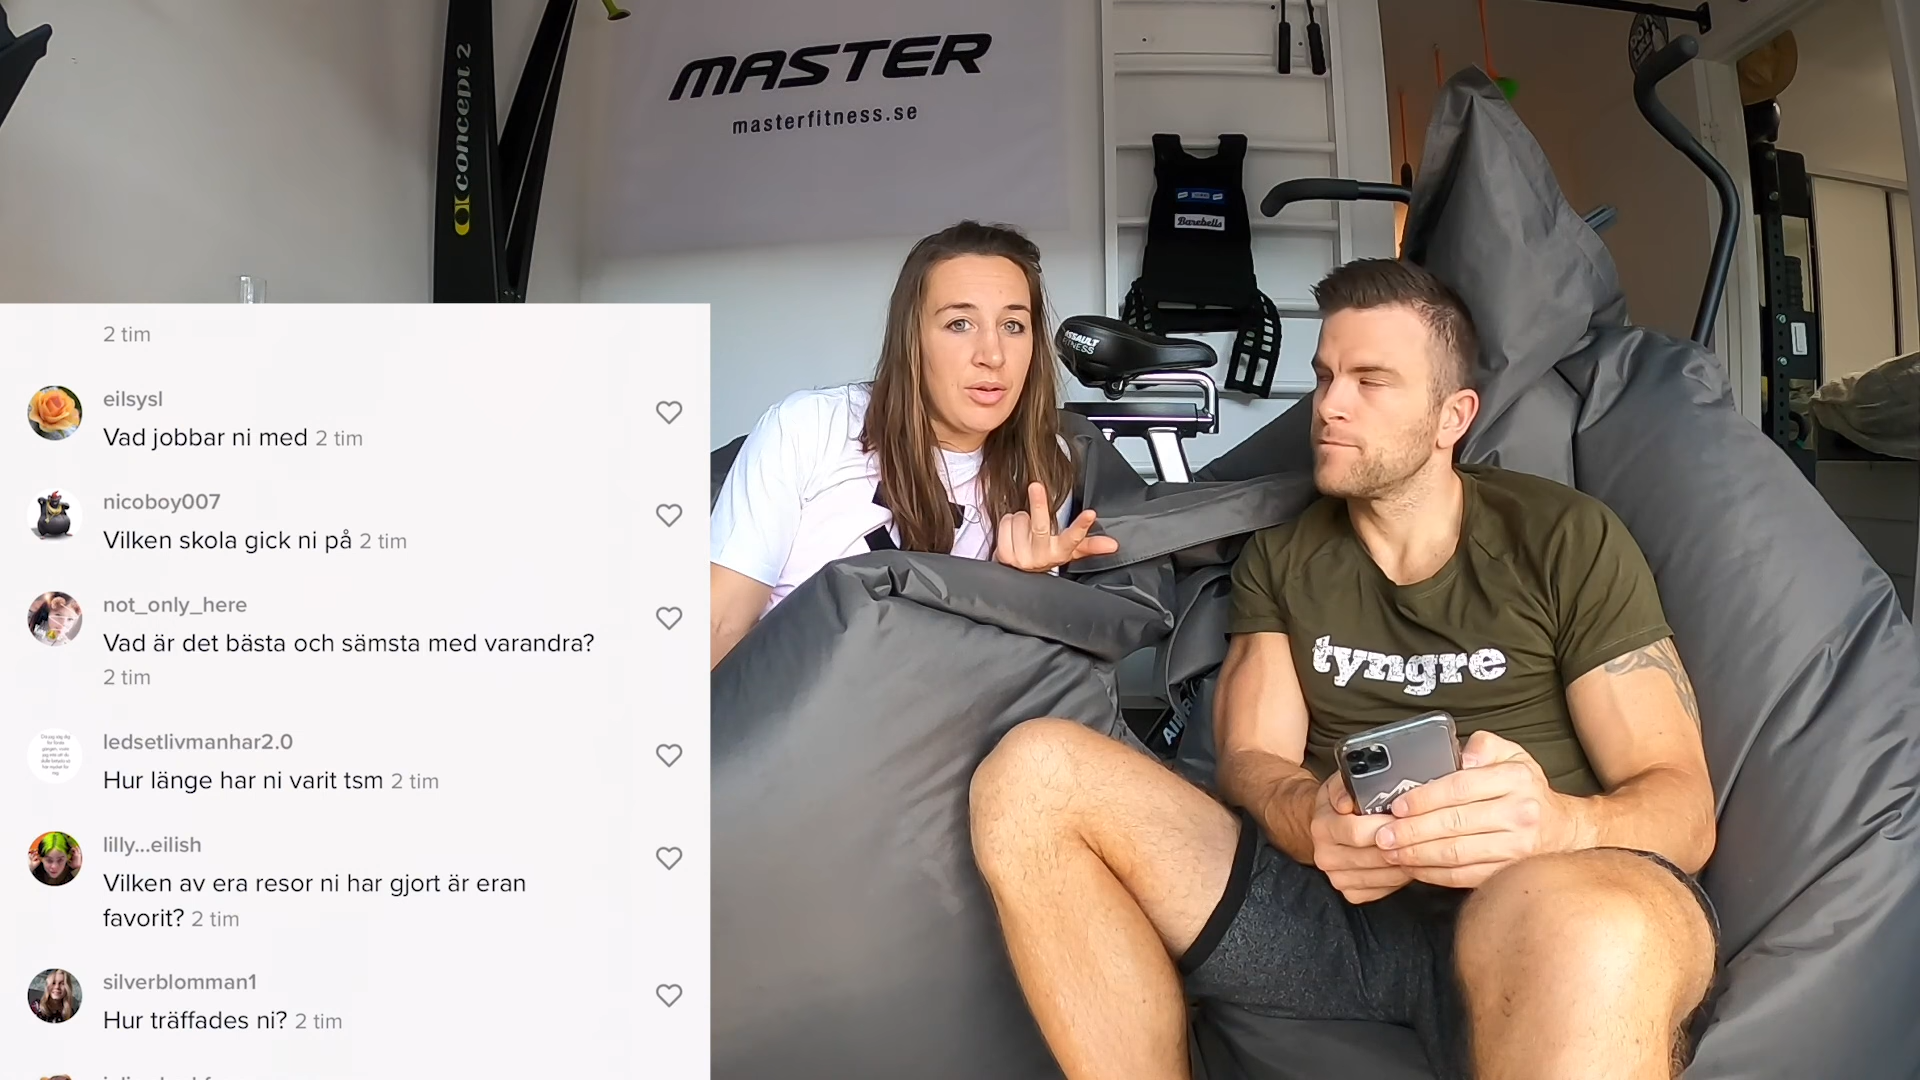 concept 2
MASTER
masterfitness.se
Barebells
ASSAULT
FITNESS
tyngre
2 tim
eilsysl
Vad jobbar ni med 2 tim
nicoboy007
Vilken skola gick ni på 2 tim
not_only_here
Vad är det bästa och sämsta med varandra?
2 tim
ledsetlivmanhar2.0
Hur länge har ni varit tsm 2 tim
lilly...eilish
Vilken av era resor ni har gjort är eran
favorit? 2 tim
silverblomman1
Hur träffades ni? 2 tim